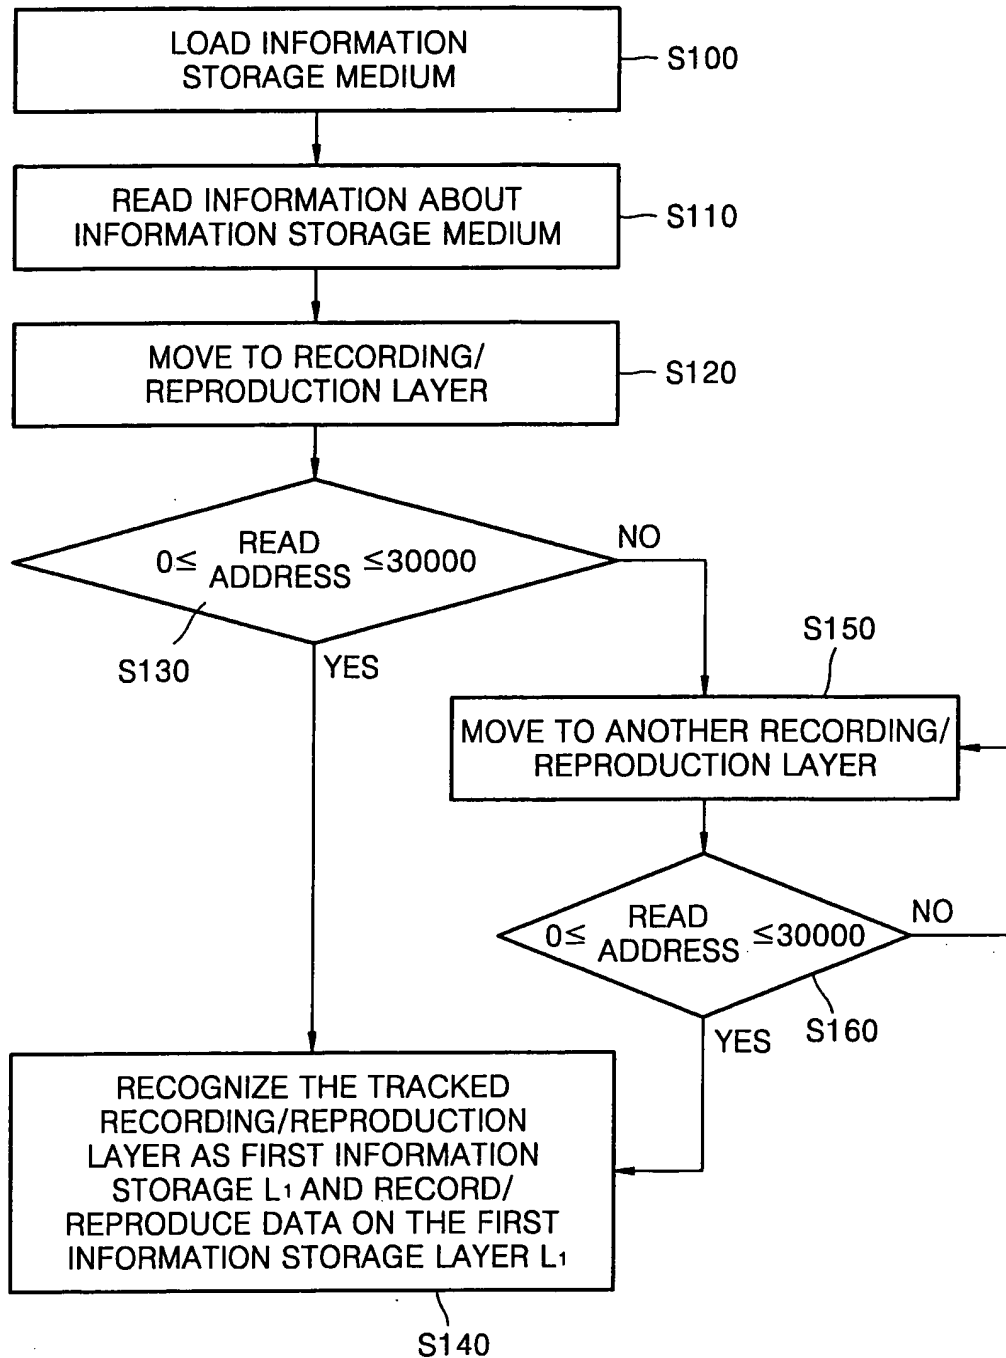 LOAD INFORMATION
STORAGE MEDIUM
S100
READ INFORMATION ABOUT
INFORMATION STORAGE MEDIUM
S110
MOVE TO RECORDING/
REPRODUCTION LAYER
S120
0≤ READ ADDRESS ≤30000
NO
S130
YES
S150
MOVE TO ANOTHER RECORDING/
REPRODUCTION LAYER
0≤ READ ADDRESS ≤30000
NO
S160
YES
RECOGNIZE THE TRACKED
RECORDING/REPRODUCTION
LAYER AS FIRST INFORMATION
STORAGE L1 AND RECORD/
REPRODUCE DATA ON THE FIRST
INFORMATION STORAGE LAYER L1
S140